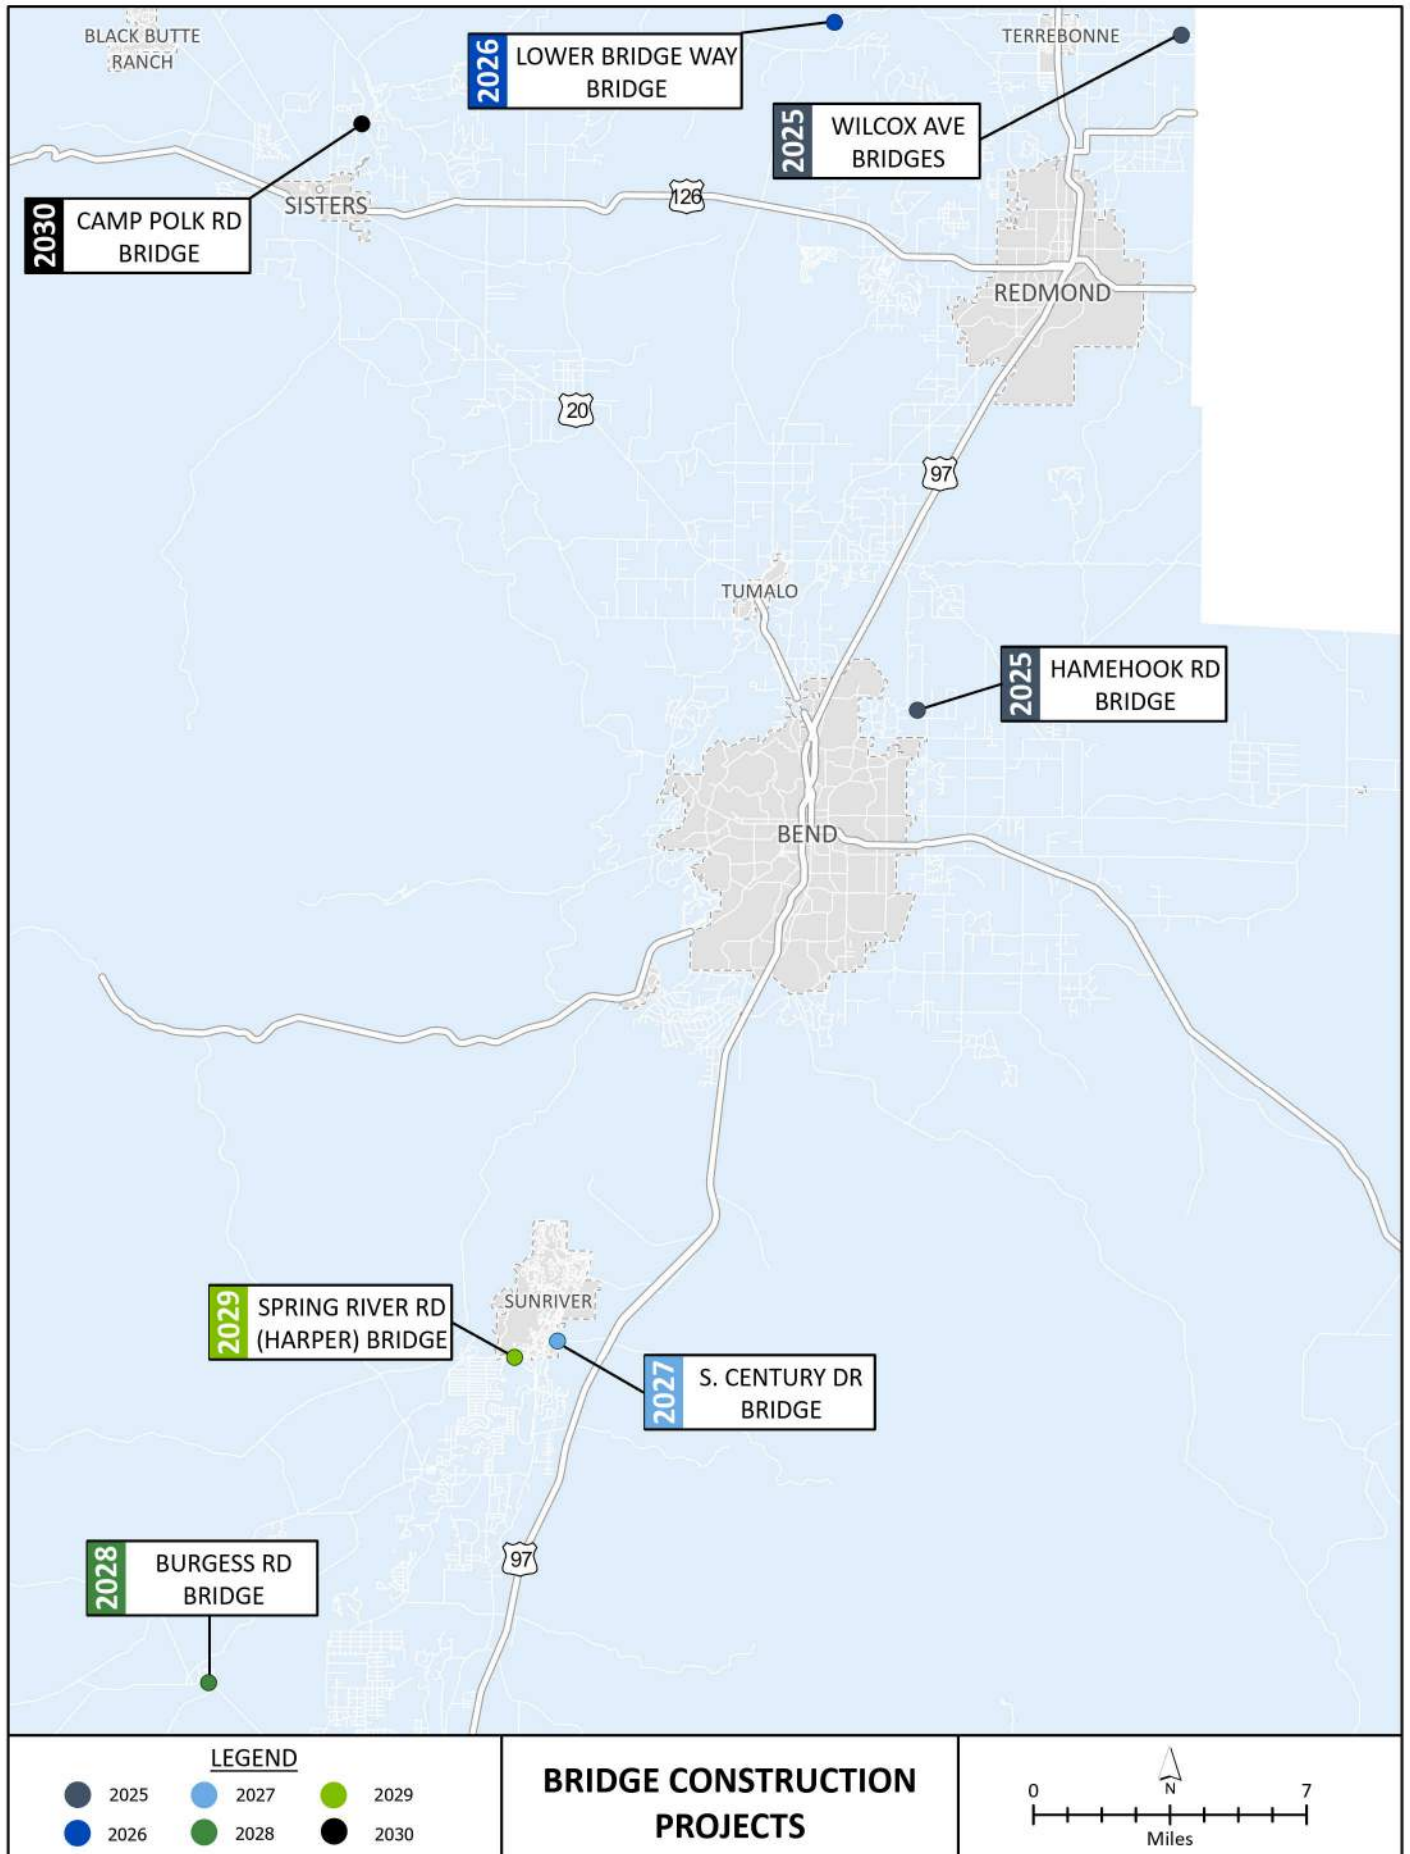 BLACK BUTTE
RANCH
2026
LOWER BRIDGE WAY
BRIDGE
TERREBONNE
2025
WILCOX AVE
BRIDGES
2030
CAMP POLK RD
BRIDGE
SISTERS
126
REDMOND
20
97
TUMALO
2025
HAMEHOOK RD
BRIDGE
BEND
2029
SPRING RIVER RD
(HARPER) BRIDGE
SUNRIVER
2027
S. CENTURY DR
BRIDGE
2028
BURGESS RD
BRIDGE
97
LEGEND
2025
2027
2029
2026
2028
2030
BRIDGE CONSTRUCTION
PROJECTS
0
7
N
Miles